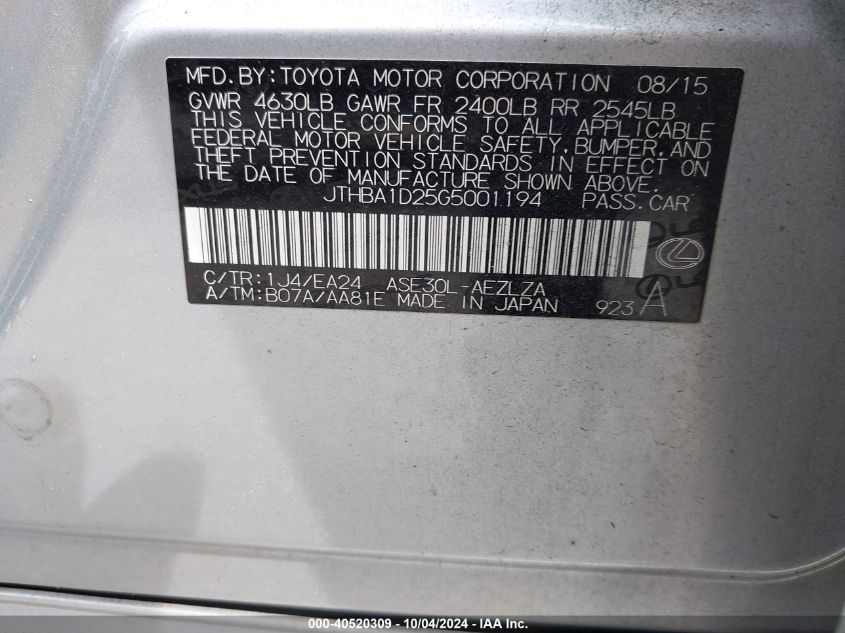 MFD.BY:TOYOTA MOTOR CORPORATION 08/15
GVWR 4630LB GAWR FR 2400LB RR 2545LB
THIS VEHICLE CONFORMS TO ALL APPLICABLE
FEDERAL MOTOR VEHICLE SAFETY,BUMPER,AND
THEFT PREVENTION STANDARDS IN EFFECT ON
THE DATE OF MANUFACTURE SHOWN ABOVE.
JTHBA1D25G5001194 PASS.CAR
C/TR:1J4/EA24 ASE30L-AEZLZA
A/TM:B07A/AA81E MADE IN JAPAN 923 A
000-40520309 - 10/04/2024 - IAA Inc.